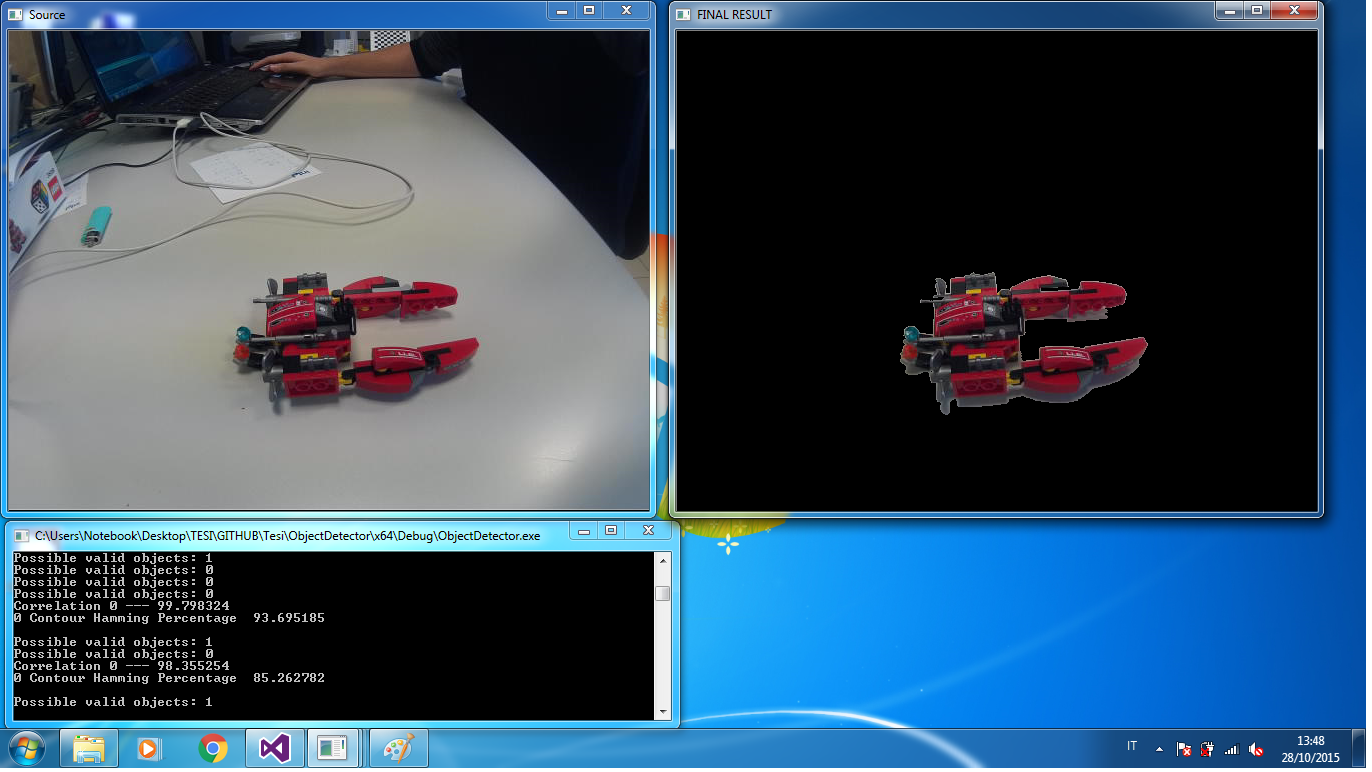 Source
FINAL RESULT
C:\Users\Notebook\Desktop\TESI\GITHUB\Tesi\ObjectDetector\x64\Debug\ObjectDetector.exe
Possible valid objects: 1
Possible valid objects: 0
Possible valid objects: 0
Possible valid objects: 0
Correlation 0 --- 99.798324
0 Contour Hamming Percentage  93.695185
Possible valid objects: 1
Possible valid objects: 0
Correlation 0 --- 98.355254
0 Contour Hamming Percentage  85.262782
Possible valid objects: 1
IT
13:48
28/10/2015